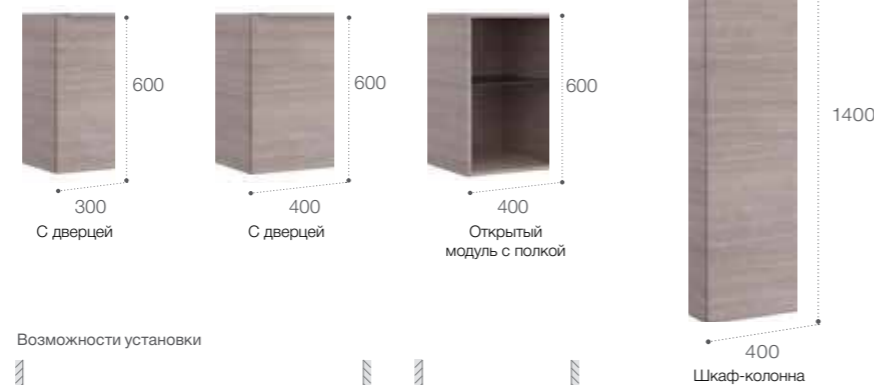 600
300
С дверцей
600
400
С дверцей
600
400
Открытый
модуль с полкой
1400
400
Шкаф-колонна
Возможности установки